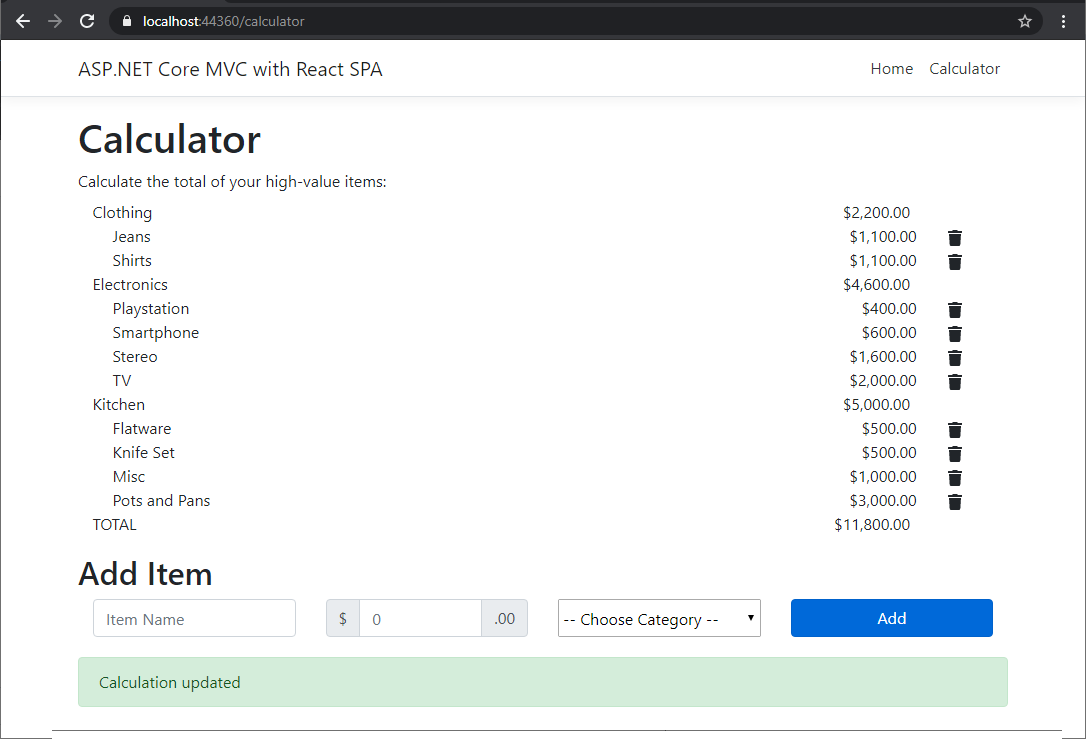 localhost:44360/calculator
ASP.NET Core MVC with React SPA Home Calculator
Calculator
Calculate the total of your high-value items:
Clothing $2,200.00
Jeans $1,100.00
Shirts $1,100.00
Electronics $4,600.00
Playstation $400.00
Smartphone $600.00
Stereo $1,600.00
TV $2,000.00
Kitchen $5,000.00
Flatware $500.00
Knife Set $500.00
Misc $1,000.00
Pots and Pans $3,000.00
TOTAL $11,800.00
Add Item
Item Name $ 0 .00 -- Choose Category -- Add
Calculation updated